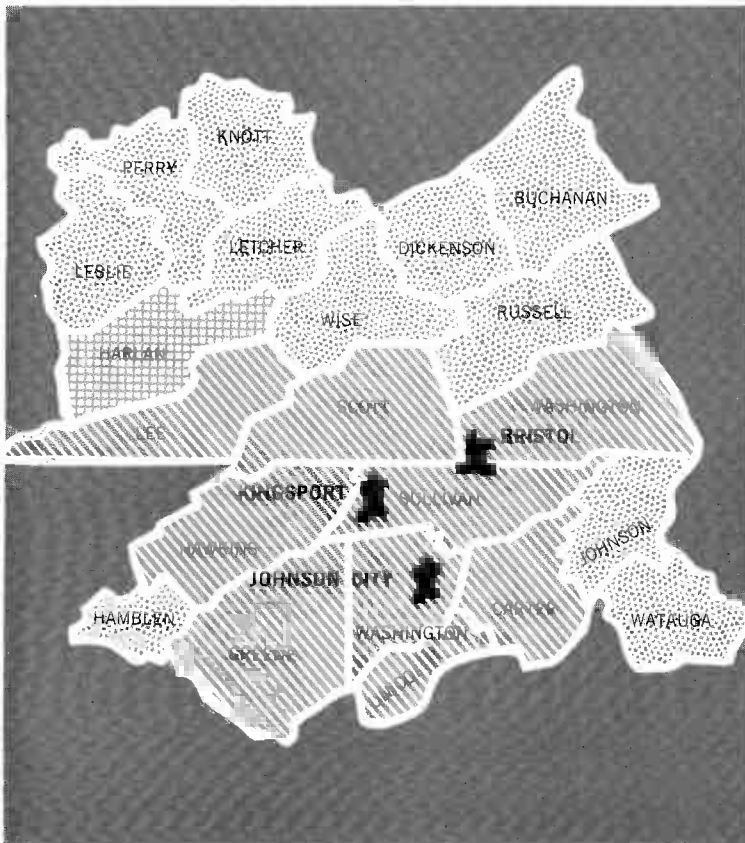 KNOTT
PERRY
BUCHANAN
LETCHER
DICKENSON
LESLIE
WISE
RUSSELL
HARLAN
SCOTT
WASHINGTON
LEE
BRISTOL
KINGSPORT
SULLIVAN
HAWKINS
JOHNSON
JOHNSON CITY
CARTER
HAMBLEN
WASHINGTON
WATAUGA
GREENE
UNICOI